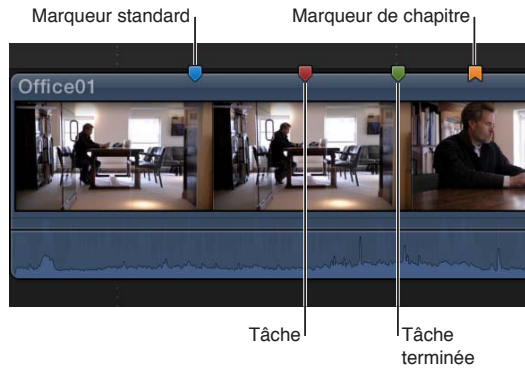 Marqueur standard
Marqueur de chapitre
Office01
Tâche
Tâche
terminée